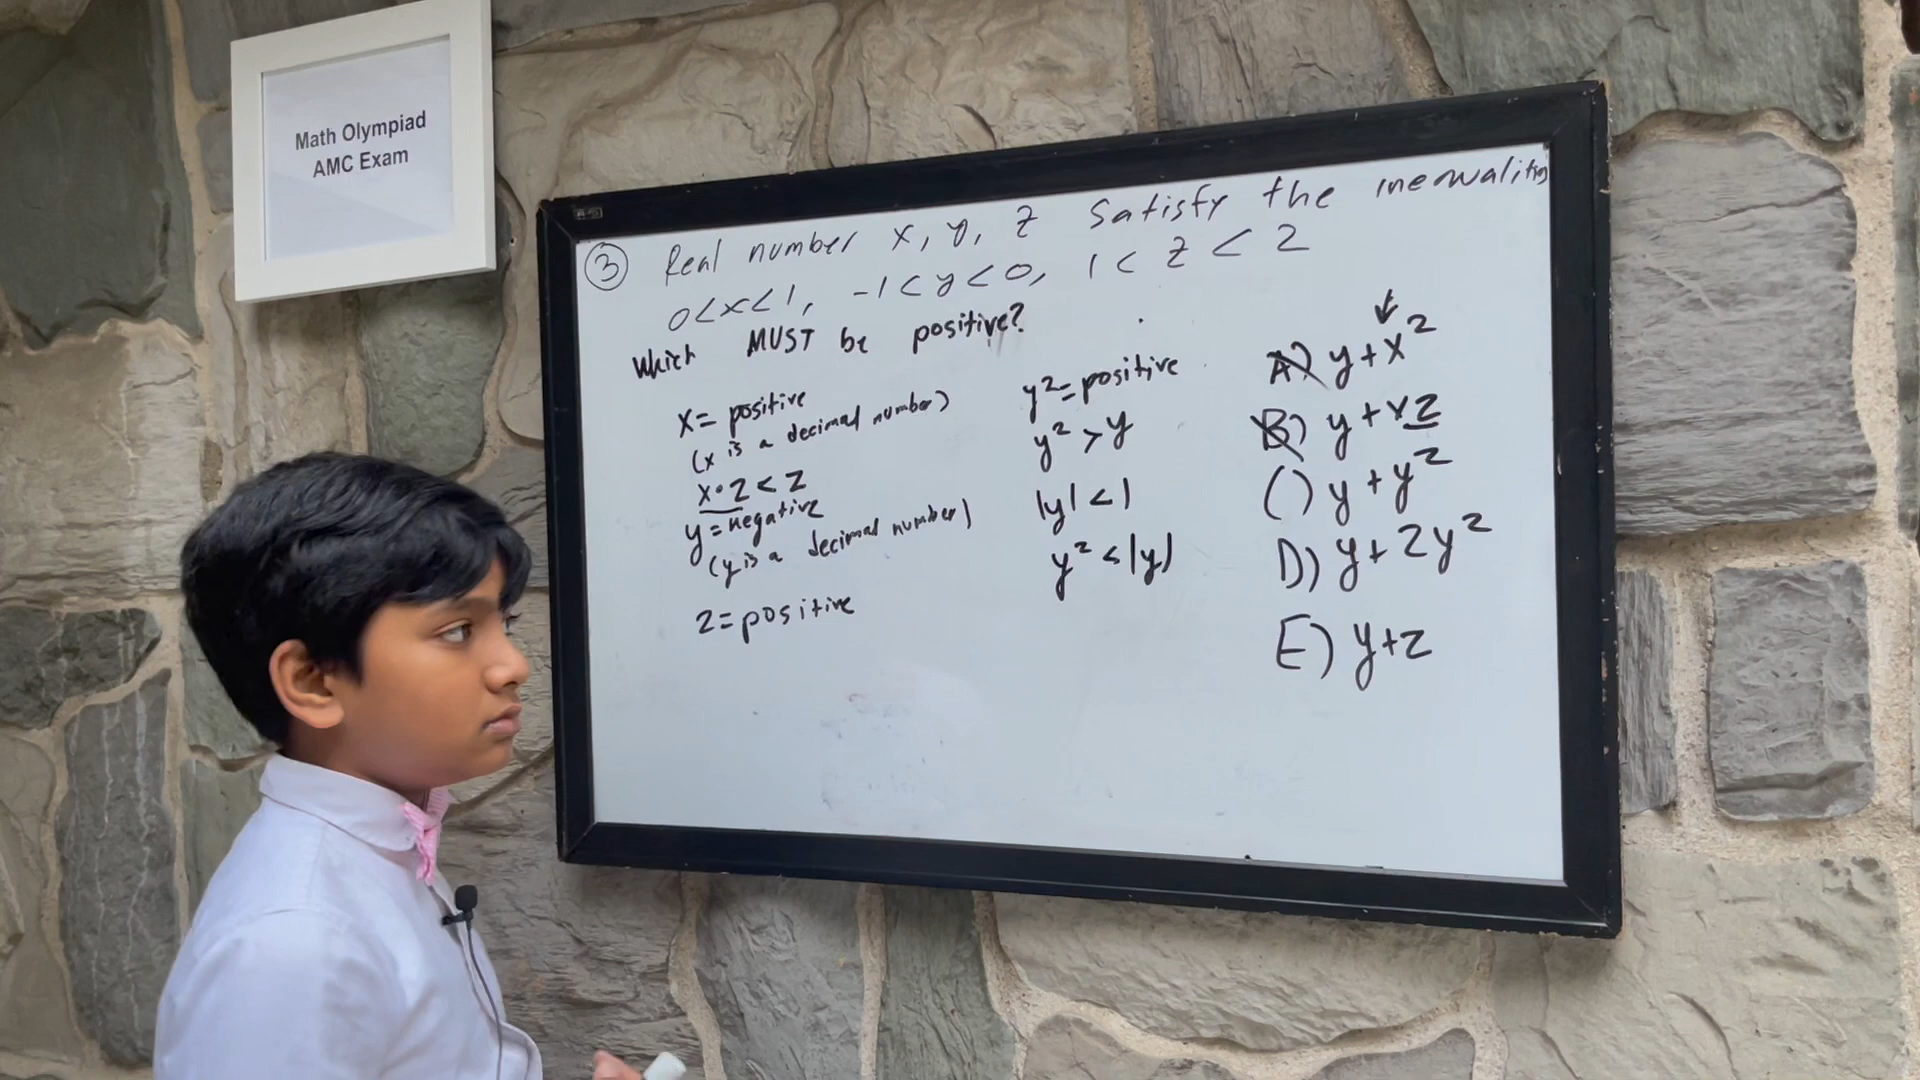 Math Olympiad
AMC Exam
③ Real number x, y, z Satisfy the inequalities
0<x<1, -1<y<0, 1<z<2
Which MUST be positive?
x= positive
(x is a decimal number)
x·z<z
y=negative
(y is a decimal number)
z=positive
y²=positive
y²>y
|y|<1
y²<|y|
A) y+x²
B) y+xz
C) y+y²
D) y+2y²
E) y+z